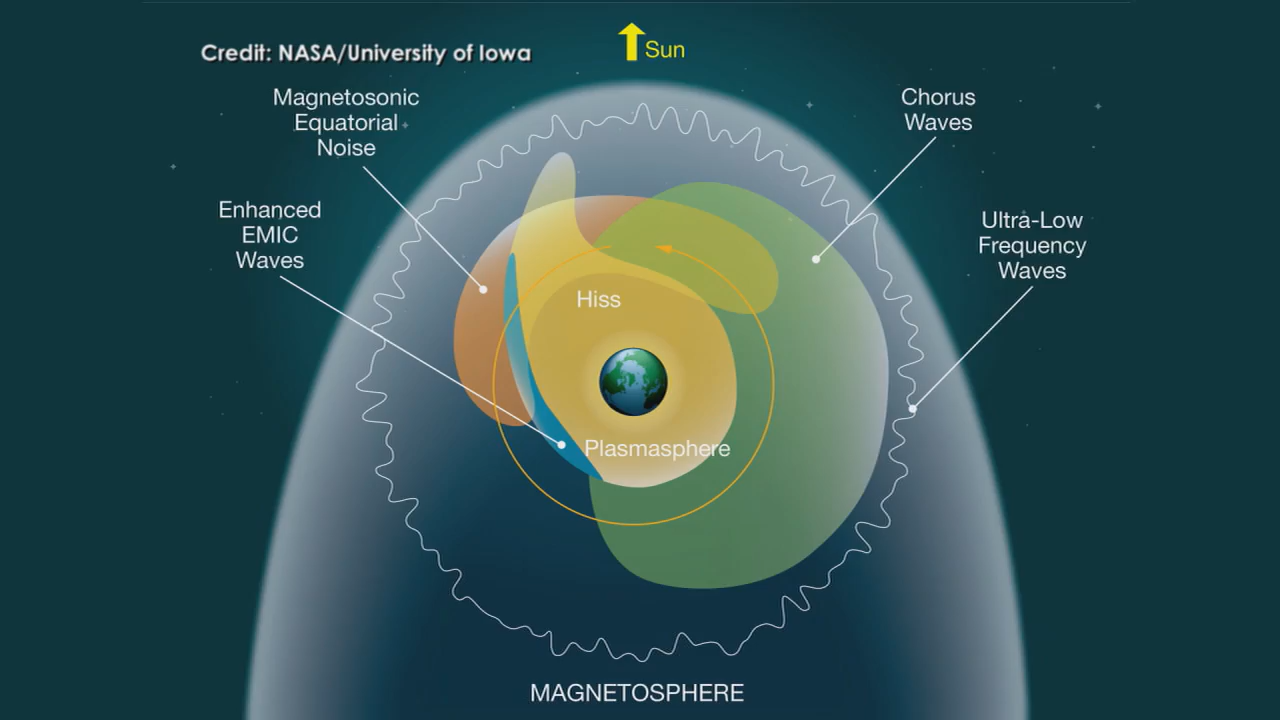 Credit: NASA/University of Iowa
Sun
Magnetosonic
Equatorial
Noise
Chorus
Waves
Enhanced
EMIC
Waves
Ultra-Low
Frequency
Waves
Hiss
Plasmasphere
MAGNETOSPHERE